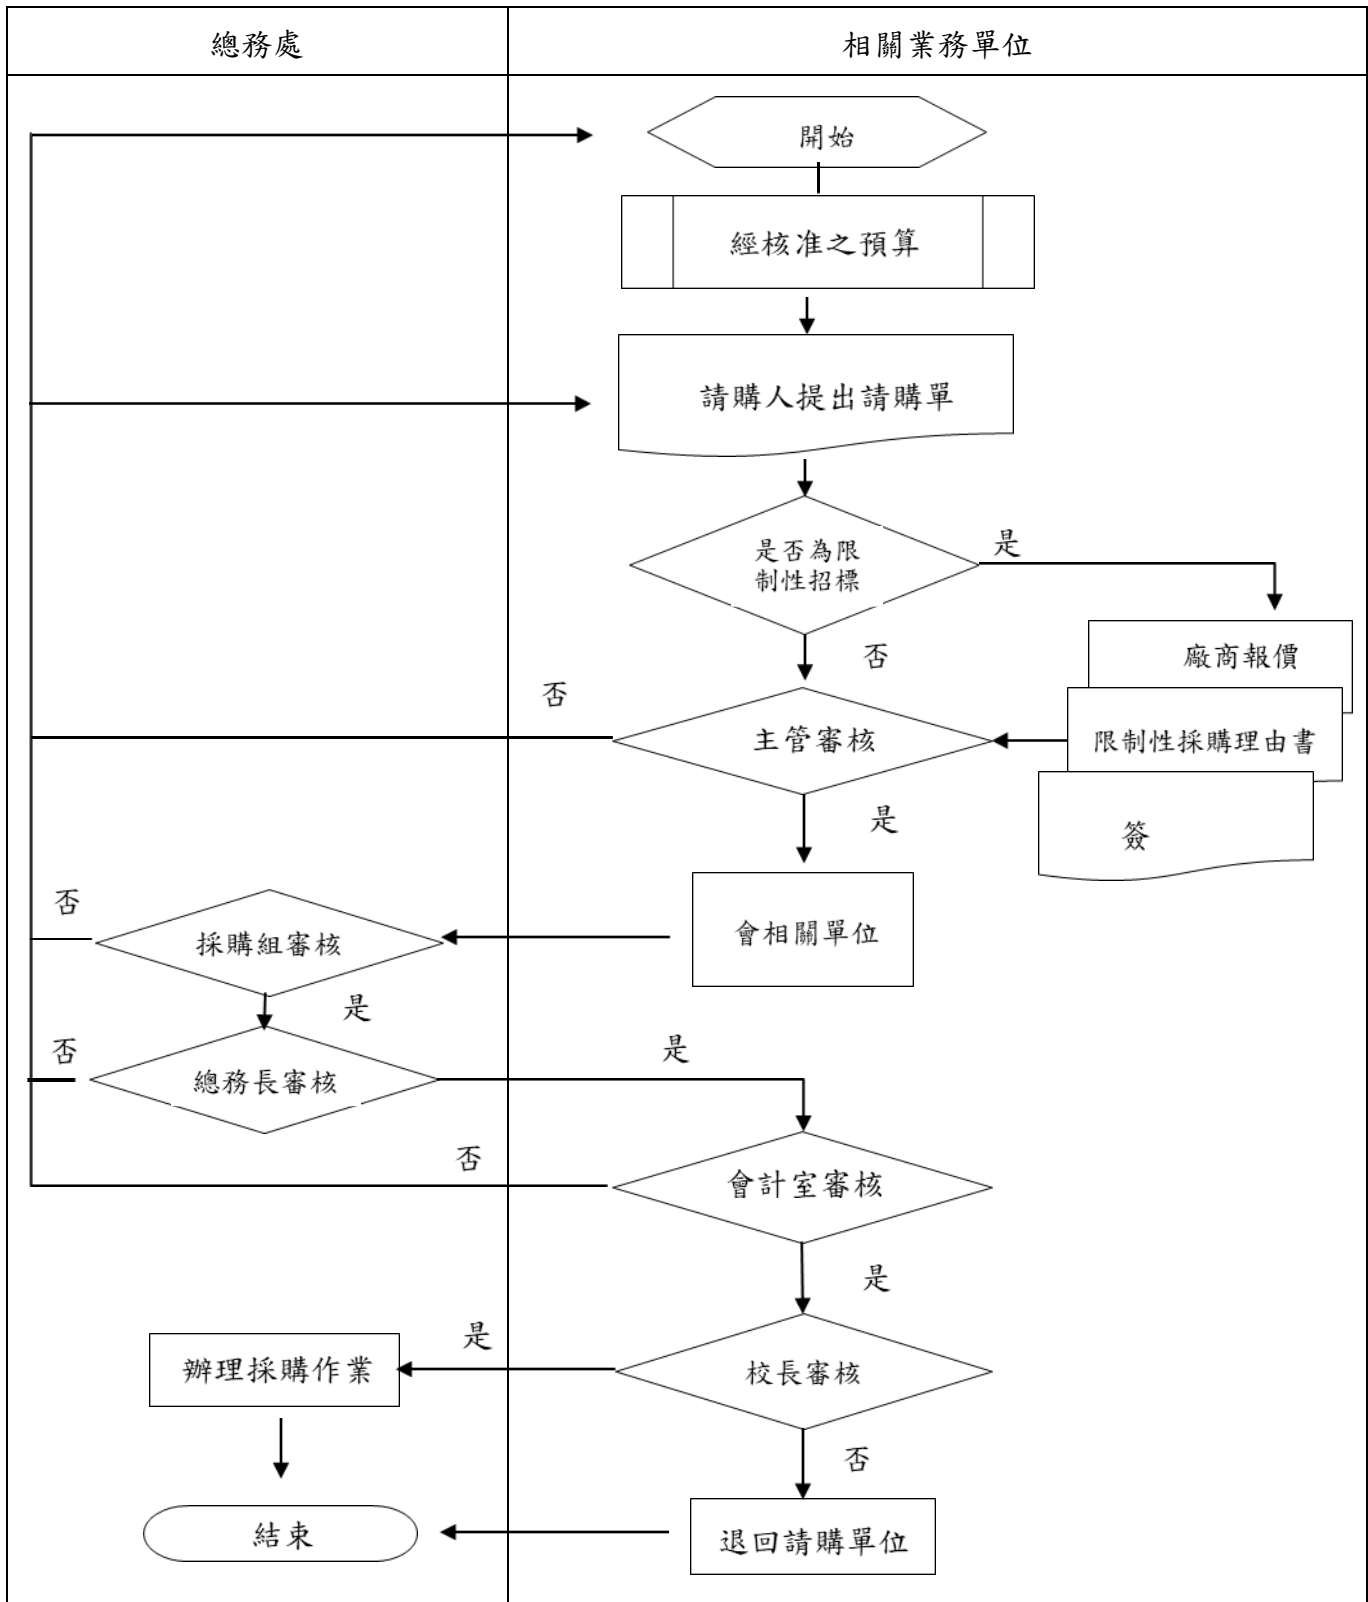 總務處
相關業務單位
開始
經核准之預算
請購人提出請購單
是否為限
制性招標
是
否
廠商報價
限制性採購理由書
簽
否
主管審核
是
會相關單位
否
採購組審核
是
否
總務長審核
是
否
會計室審核
是
校長審核
是
辦理採購作業
否
退回請購單位
結束